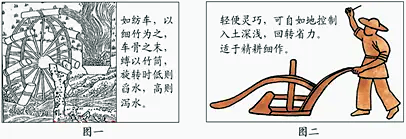 如纺车，以
细竹为之，
车骨之木，
缚以竹筒，
旋转时低则
舀水，高则
泻水。
图一
轻便灵巧，可自如地控制
入土深浅，回转省力。
适于精耕细作。
图二